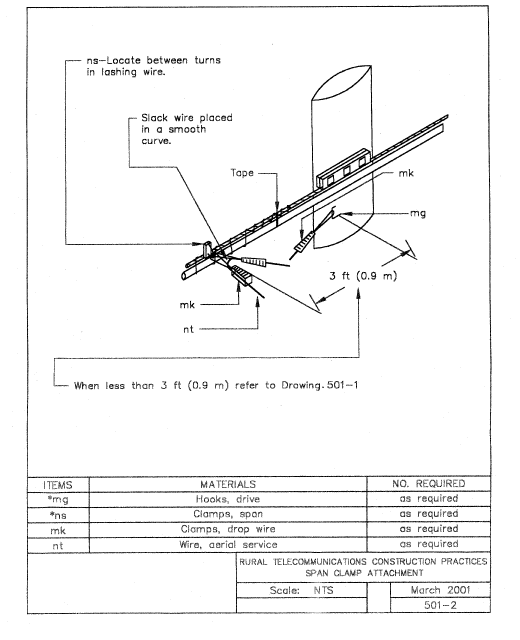 ns–Locate between turns
in lashing wire.
Slack wire placed
in a smooth
curve.
Tape
mk
mg
3 ft (0.9 m)
mk
nt
When less than 3 ft (0.9 m) refer to Drawing.501–1
ITEMS MATERIALS NO. REQUIRED
*mg Hooks, drive as required
*ns Clamps, span as required
mk Clamps, drop wire as required
nt Wire, aerial service as required
RURAL TELECOMMUNICATIONS CONSTRUCTION PRACTICES
SPAN CLAMP ATTACHMENT
Scale: NTS March 2001
501–2